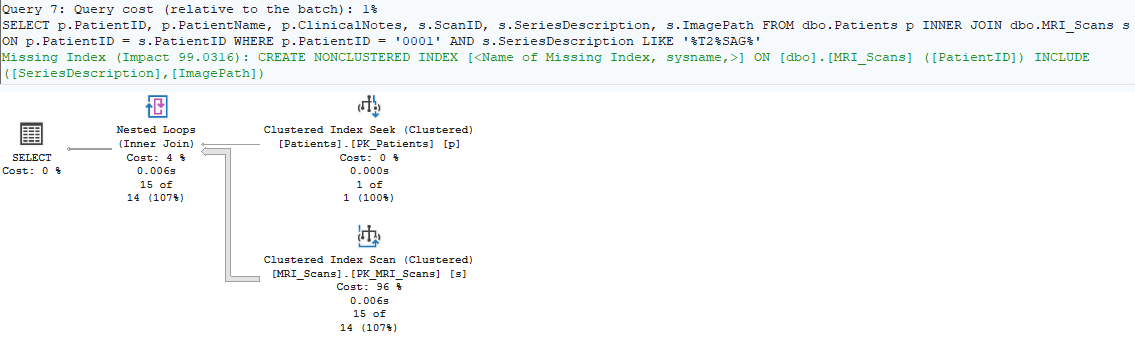 Query 7: Query cost (relative to the batch): 1%
SELECT p.PatientID, p.PatientName, p.ClinicalNotes, s.ScanID, s.SeriesDescription, s.ImagePath FROM dbo.Patients p INNER JOIN dbo.MRI_Scans s
ON p.PatientID = s.PatientID WHERE p.PatientID = '0001' AND s.SeriesDescription LIKE '%T2%SAG%'
Missing Index (Impact 99.0316): CREATE NONCLUSTERED INDEX [<Name of Missing Index, sysname,>] ON [dbo].[MRI_Scans] ([PatientID]) INCLUDE
([SeriesDescription],[ImagePath])
SELECT
Cost: 0 %
Nested Loops
(Inner Join)
Cost: 4 %
0.006s
15 of
14 (107%)
Clustered Index Seek (Clustered)
[Patients].[PK_Patients] [p]
Cost: 0 %
0.000s
1 of
1 (100%)
Clustered Index Scan (Clustered)
[MRI_Scans].[PK_MRI_Scans] [s]
Cost: 96 %
0.006s
15 of
14 (107%)